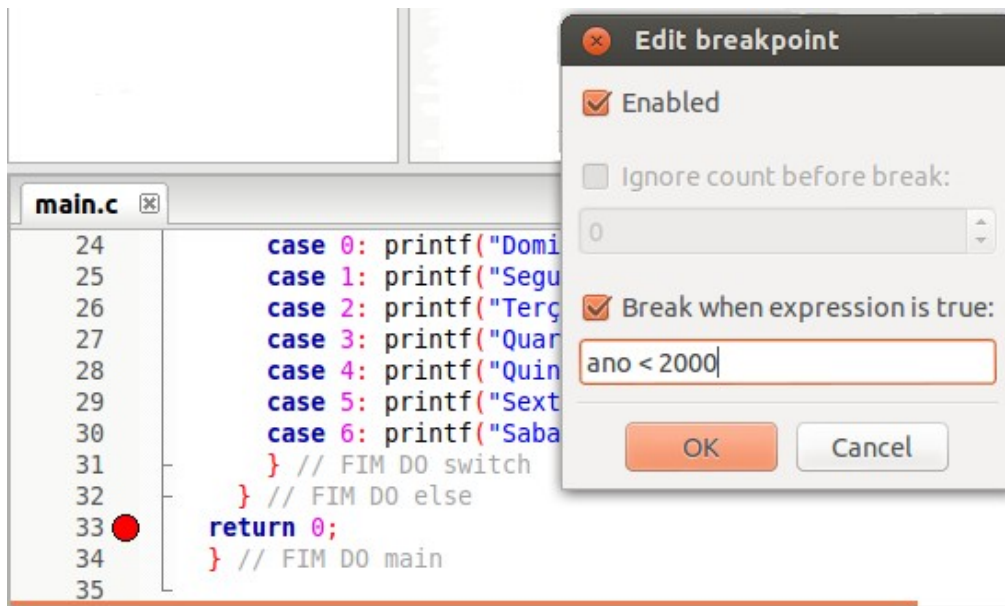 Edit breakpoint
Enabled
Ignore count before break:
0
Break when expression is true:
ano < 2000
OK Cancel
main.c
24 case 0: printf("Domi
25 case 1: printf("Segu
26 case 2: printf("Terç
27 case 3: printf("Quar
28 case 4: printf("Quin
29 case 5: printf("Sext
30 case 6: printf("Saba
31 } // FIM DO switch
32 } // FIM DO else
33 return 0;
34 } // FIM DO main
35